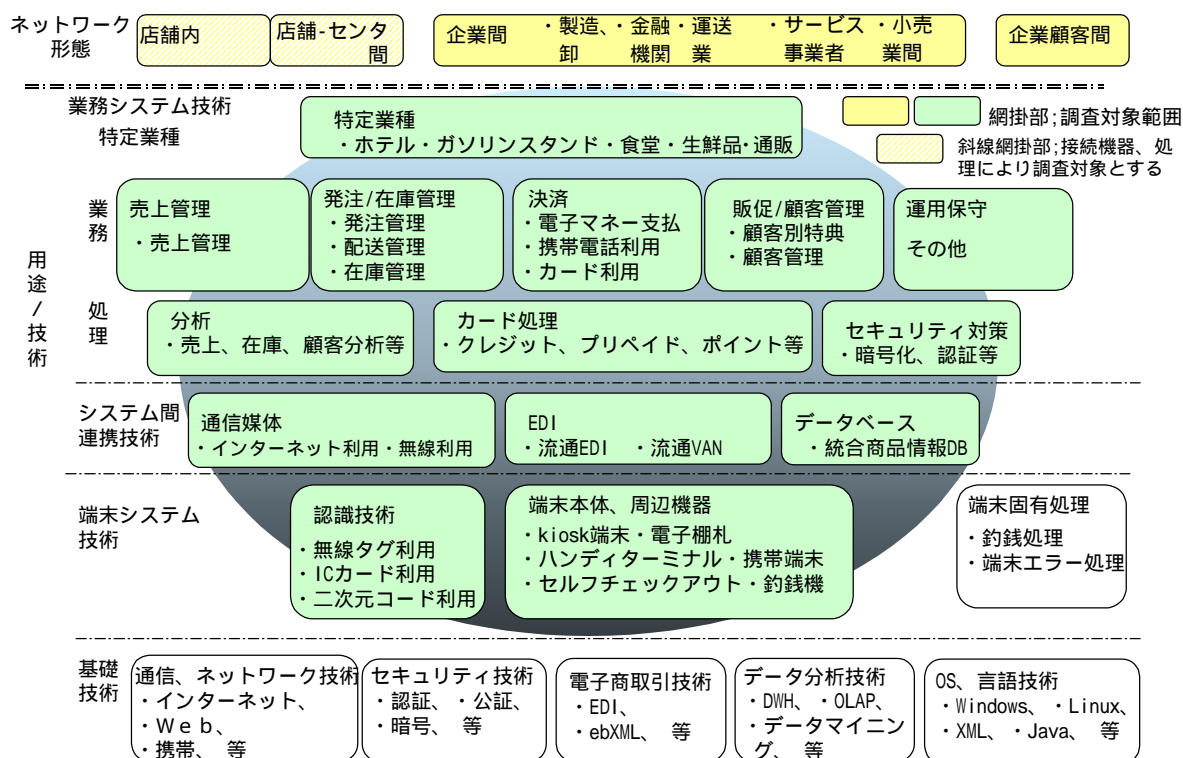 ネットワーク
形態
店舗内
店舗-センタ
間
企業間
・製造、
卸
・金融
機関
・運送
業
・サービス
事業者
・小売
業間
企業顧客間
業務システム技術
特定業種
特定業種
・ホテル・ガソリンスタンド・食堂・生鮮品・通販
網掛部;調査対象範囲
斜線網掛部;接続機器、処
理により調査対象とする
用途/技術
業務
売上管理
・売上管理
発注/在庫管理
・発注管理
・配送管理
・在庫管理
決済
・電子マネー支払
・携帯電話利用
・カード利用
販促/顧客管理
・顧客別特典
・顧客管理
運用保守
その他
処理
分析
・売上、在庫、顧客分析等
カード処理
・クレジット、プリペイド、ポイント等
セキュリティ対策
・暗号化、認証等
システム間
連携技術
通信媒体
・インターネット利用・無線利用
EDI
・流通EDI ・流通VAN
データベース
・統合商品情報DB
端末システム
技術
認識技術
・無線タグ利用
・ICカード利用
・二次元コード利用
端末本体、周辺機器
・kiosk端末・電子棚札
・ハンディターミナル・携帯端末
・セルフチェックアウト・釣銭機
端末固有処理
・釣銭処理
・端末エラー処理
基礎
技術
通信、ネットワーク技術
・インターネット、
・Ｗｅｂ、
・携帯、 等
セキュリティ技術
・認証、 ・公証、
・暗号、 等
電子商取引技術
・EDI、
・ebXML、 等
データ分析技術
・DWH、 ・OLAP、
・データマイニン
グ、 等
OS、言語技術
・Windows、 ・Linux、
・XML、 ・Java、 等